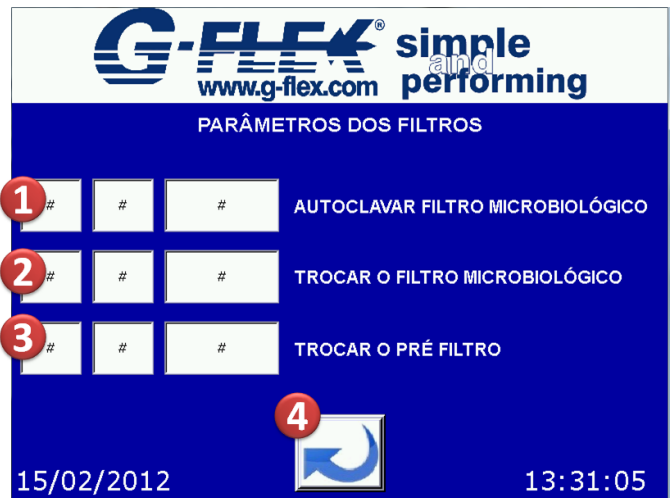 G-FLEX® simple
and
www.g-flex.com performing
PARÂMETROS DOS FILTROS
1 # # # AUTOCLAVAR FILTRO MICROBIOLÓGICO
2 # # # TROCAR O FILTRO MICROBIOLÓGICO
3 # # # TROCAR O PRÉ FILTRO
4
15/02/2012 13:31:05